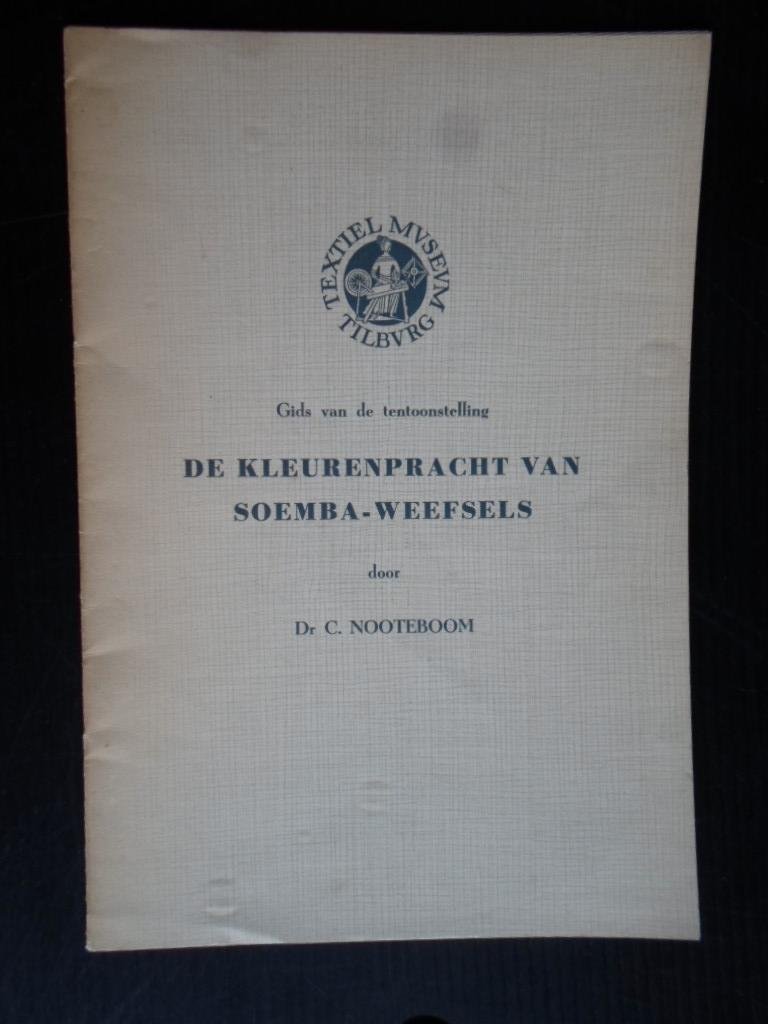 TEXTIEL MVSEVM
TILBVRG
Gids van de tentoonstelling
DE KLEURENPRACHT VAN
SOEMBA-WEEFSELS
door
Dr C. NOOTEBOOM